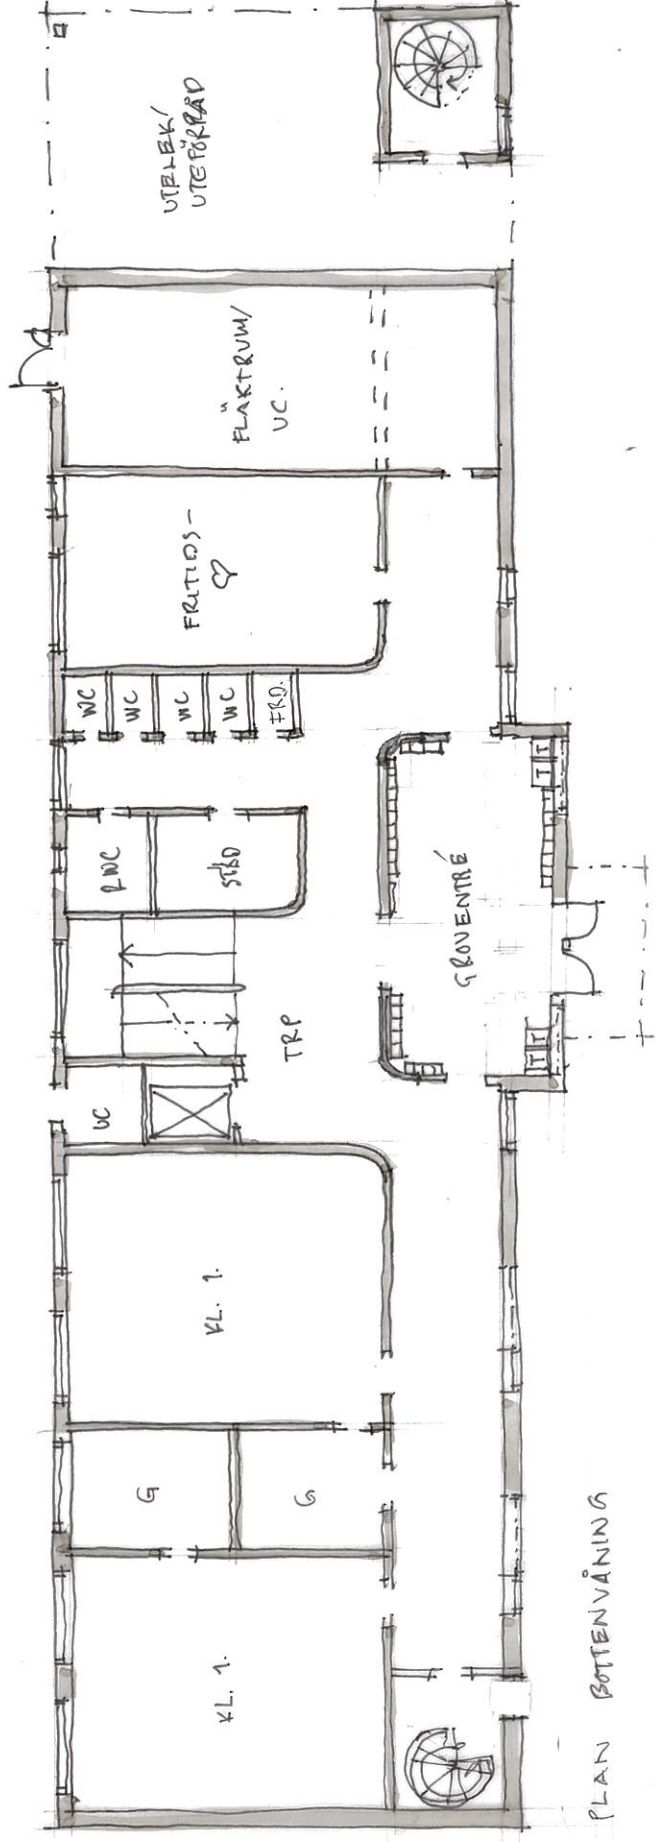 KL. 1.
G
G
KL. 1.
UC
TRP
RWC
STÄD
WC
WC
WC
WC
FRD.
FRITIDS-
♡
FLÄKTRUM/
UC.
UTELEK/
UTEFÖRRÅD
GROVENTRÉ
T
T
T
T
PLAN BOTTENVÅNING